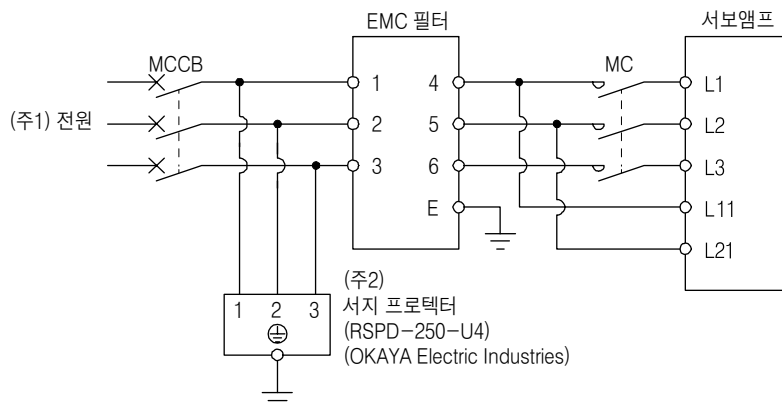 EMC 필터
서보앰프
MCCB
MC
1
4
L1
(주1) 전원
2
5
L2
3
6
L3
E
L11
L21
(주2)
1 2 3
서지 프로텍터
(RSPD-250-U4)
(OKAYA Electric Industries)